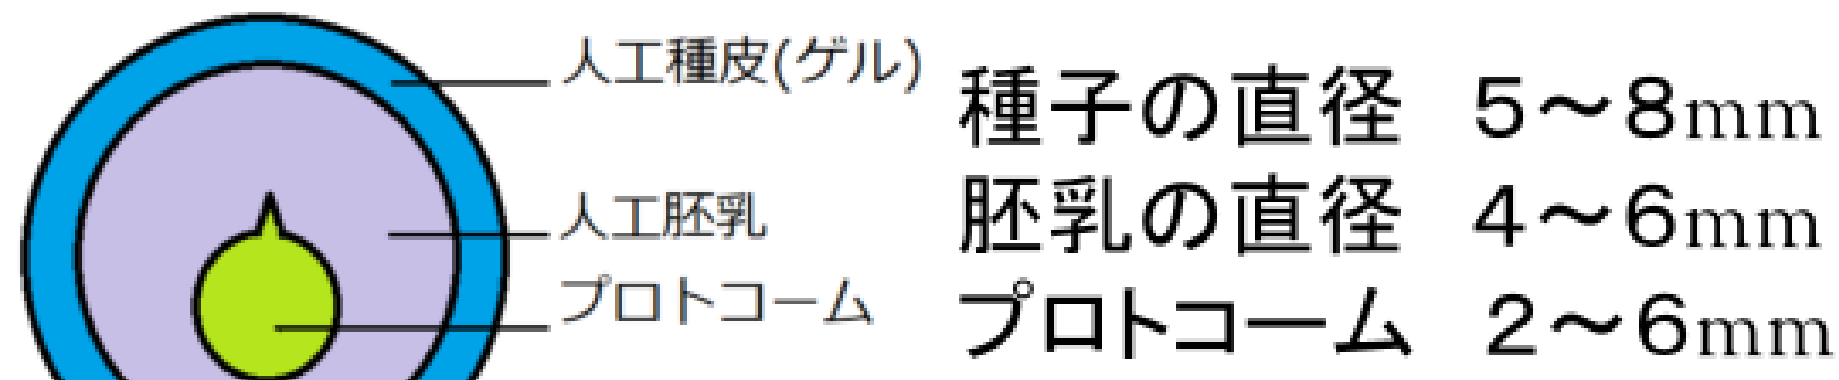 人工種皮(ゲル)
人工胚乳
プロトコーム
種子の直径 5～8mm
胚乳の直径 4～6mm
プロトコーム 2～6mm